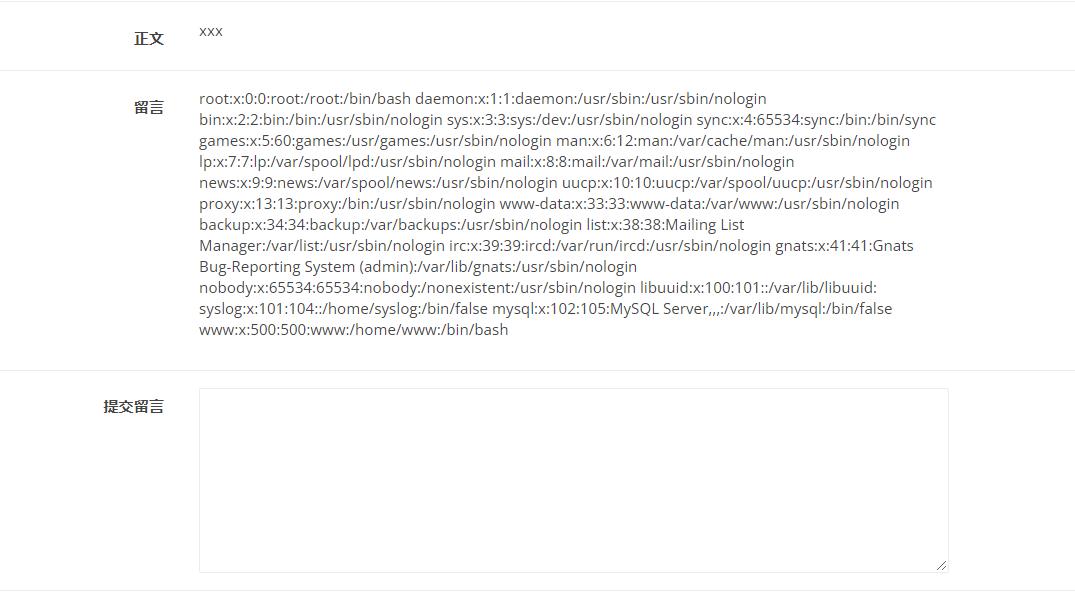 正文
xxx
留言
root:x:0:0:root:/root:/bin/bash daemon:x:1:1:daemon:/usr/sbin:/usr/sbin/nologin
bin:x:2:2:bin:/bin:/usr/sbin/nologin sys:x:3:3:sys:/dev:/usr/sbin/nologin sync:x:4:65534:sync:/bin:/bin/sync
games:x:5:60:games:/usr/games:/usr/sbin/nologin man:x:6:12:man:/var/cache/man:/usr/sbin/nologin
lp:x:7:7:lp:/var/spool/lpd:/usr/sbin/nologin mail:x:8:8:mail:/var/mail:/usr/sbin/nologin
news:x:9:9:news:/var/spool/news:/usr/sbin/nologin uucp:x:10:10:uucp:/var/spool/uucp:/usr/sbin/nologin
proxy:x:13:13:proxy:/bin:/usr/sbin/nologin www-data:x:33:33:www-data:/var/www:/usr/sbin/nologin
backup:x:34:34:backup:/var/backups:/usr/sbin/nologin list:x:38:38:Mailing List
Manager:/var/list:/usr/sbin/nologin irc:x:39:39:ircd:/var/run/ircd:/usr/sbin/nologin gnats:x:41:41:Gnats
Bug-Reporting System (admin):/var/lib/gnats:/usr/sbin/nologin
nobody:x:65534:65534:nobody:/nonexistent:/usr/sbin/nologin libuuid:x:100:101::/var/lib/libuuid:
syslog:x:101:104::/home/syslog:/bin/false mysql:x:102:105:MySQL Server,,,:/var/lib/mysql:/bin/false
www:x:500:500:www:/home/www:/bin/bash
提交留言